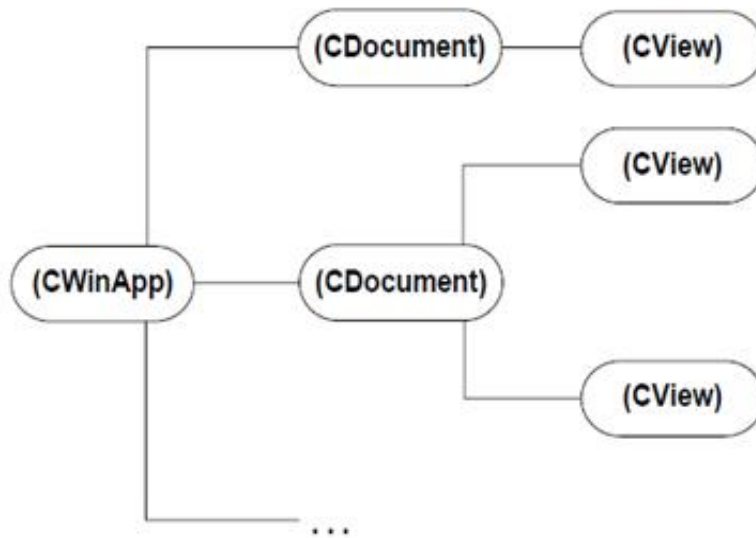 (CDocument) (CView)
(CView)
(CWinApp) (CDocument)
(CView)
...